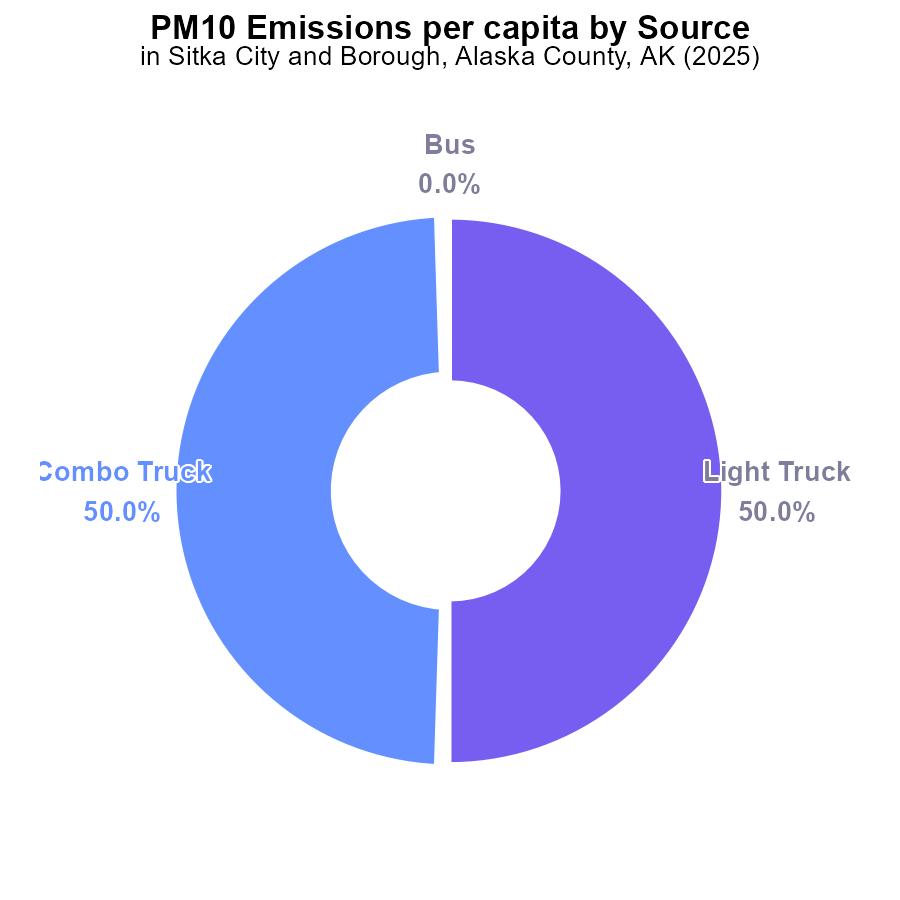 PM10 Emissions per capita by Source
in Sitka City and Borough, Alaska County, AK (2025)
Bus
0.0%
Combo Truck
50.0%
Light Truck
50.0%